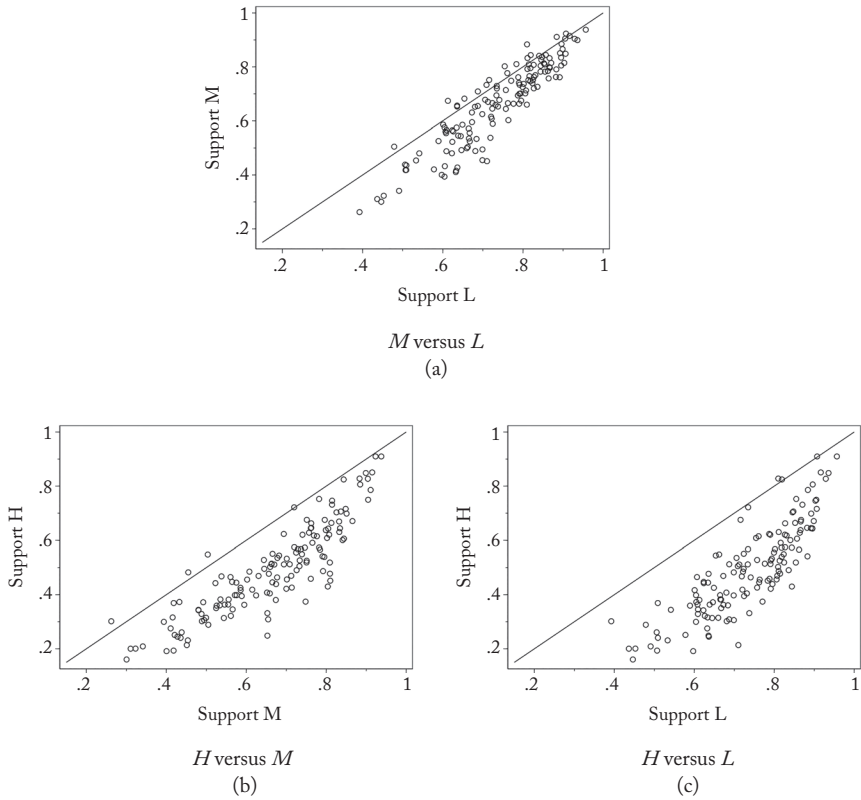 1
.8
.6
.4
.2
Support M
.2 .4 .6 .8 1
Support L
M versus L
(a)
1
.8
.6
.4
.2
Support H
.2 .4 .6 .8 1
Support M
H versus M
(b)
1
.8
.6
.4
.2
Support H
.2 .4 .6 .8 1
Support L
H versus L
(c)